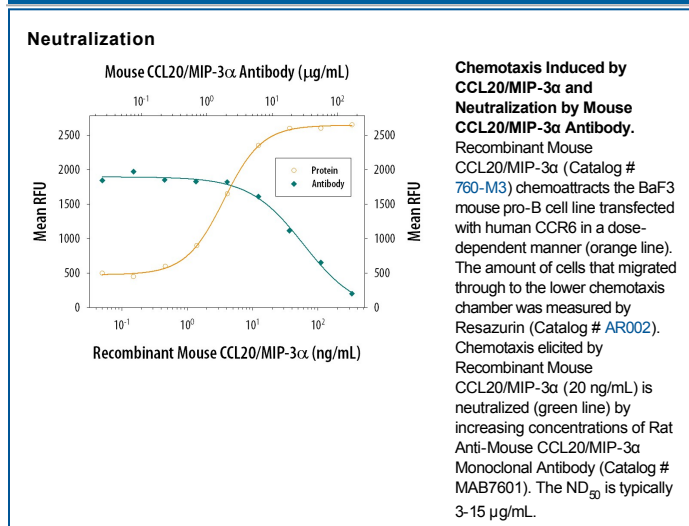 Neutralization
Mouse CCL20/MIP-3α Antibody (µg/mL)
10⁻¹ 10⁰ 10¹ 10²
2500 2500
2000 2000
1500 1500
1000 1000
500 500
0 0
Mean RFU
Mean RFU
Protein
Antibody
10⁻¹ 10⁰ 10¹ 10²
Recombinant Mouse CCL20/MIP-3α (ng/mL)
Chemotaxis Induced by
CCL20/MIP-3α and
Neutralization by Mouse
CCL20/MIP-3α Antibody.
Recombinant Mouse
CCL20/MIP-3α (Catalog #
760-M3) chemoattracts the BaF3
mouse pro-B cell line transfected
with human CCR6 in a dose-
dependent manner (orange line).
The amount of cells that migrated
through to the lower chemotaxis
chamber was measured by
Resazurin (Catalog # AR002).
Chemotaxis elicited by
Recombinant Mouse
CCL20/MIP-3α (20 ng/mL) is
neutralized (green line) by
increasing concentrations of Rat
Anti-Mouse CCL20/MIP-3α
Monoclonal Antibody (Catalog #
MAB7601). The ND₅₀ is typically
3-15 µg/mL.